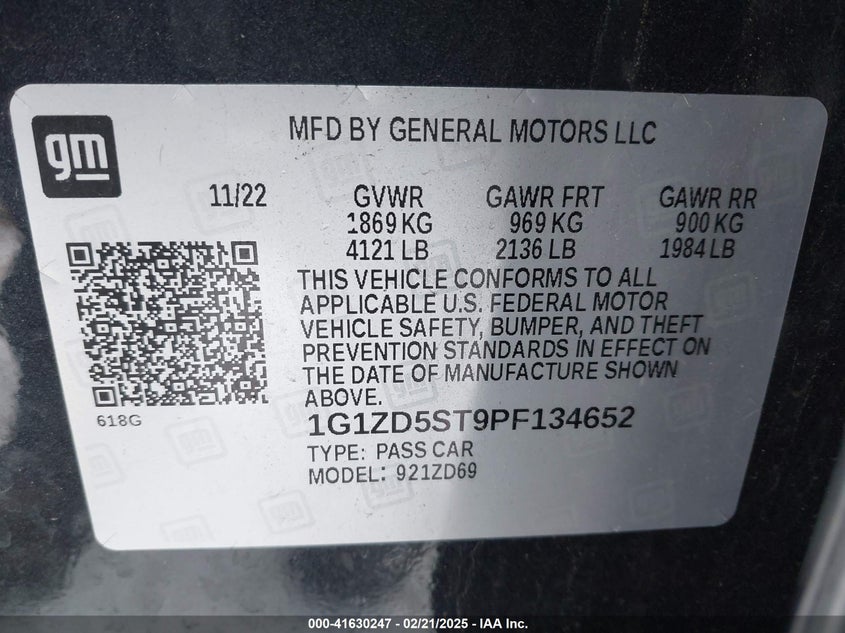 gm
MFD BY GENERAL MOTORS LLC
11/22 GVWR GAWR FRT GAWR RR
1869 KG 969 KG 900 KG
4121 LB 2136 LB 1984 LB
THIS VEHICLE CONFORMS TO ALL
APPLICABLE U.S. FEDERAL MOTOR
VEHICLE SAFETY, BUMPER, AND THEFT
PREVENTION STANDARDS IN EFFECT ON
THE DATE OF MANUFACTURE SHOWN
ABOVE.
618G
1G1ZD5ST9PF134652
TYPE: PASS CAR
MODEL: 921ZD69
000-41630247 - 02/21/2025 - IAA Inc.